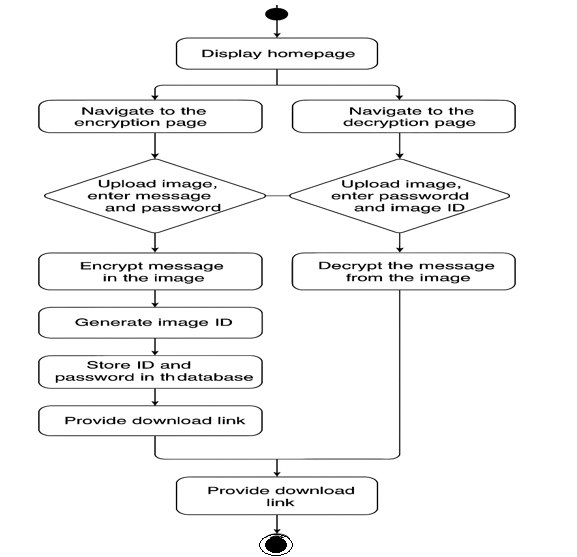 Display homepage
Navigate to the
encryption page
Navigate to the
decryption page
Upload image,
enter message
and password
Upload image,
enter passwordd
and image ID
Encrypt message
in the image
Decrypt the message
from the image
Generate image ID
Store ID and
password in thdatabase
Provide download link
Provide download
link